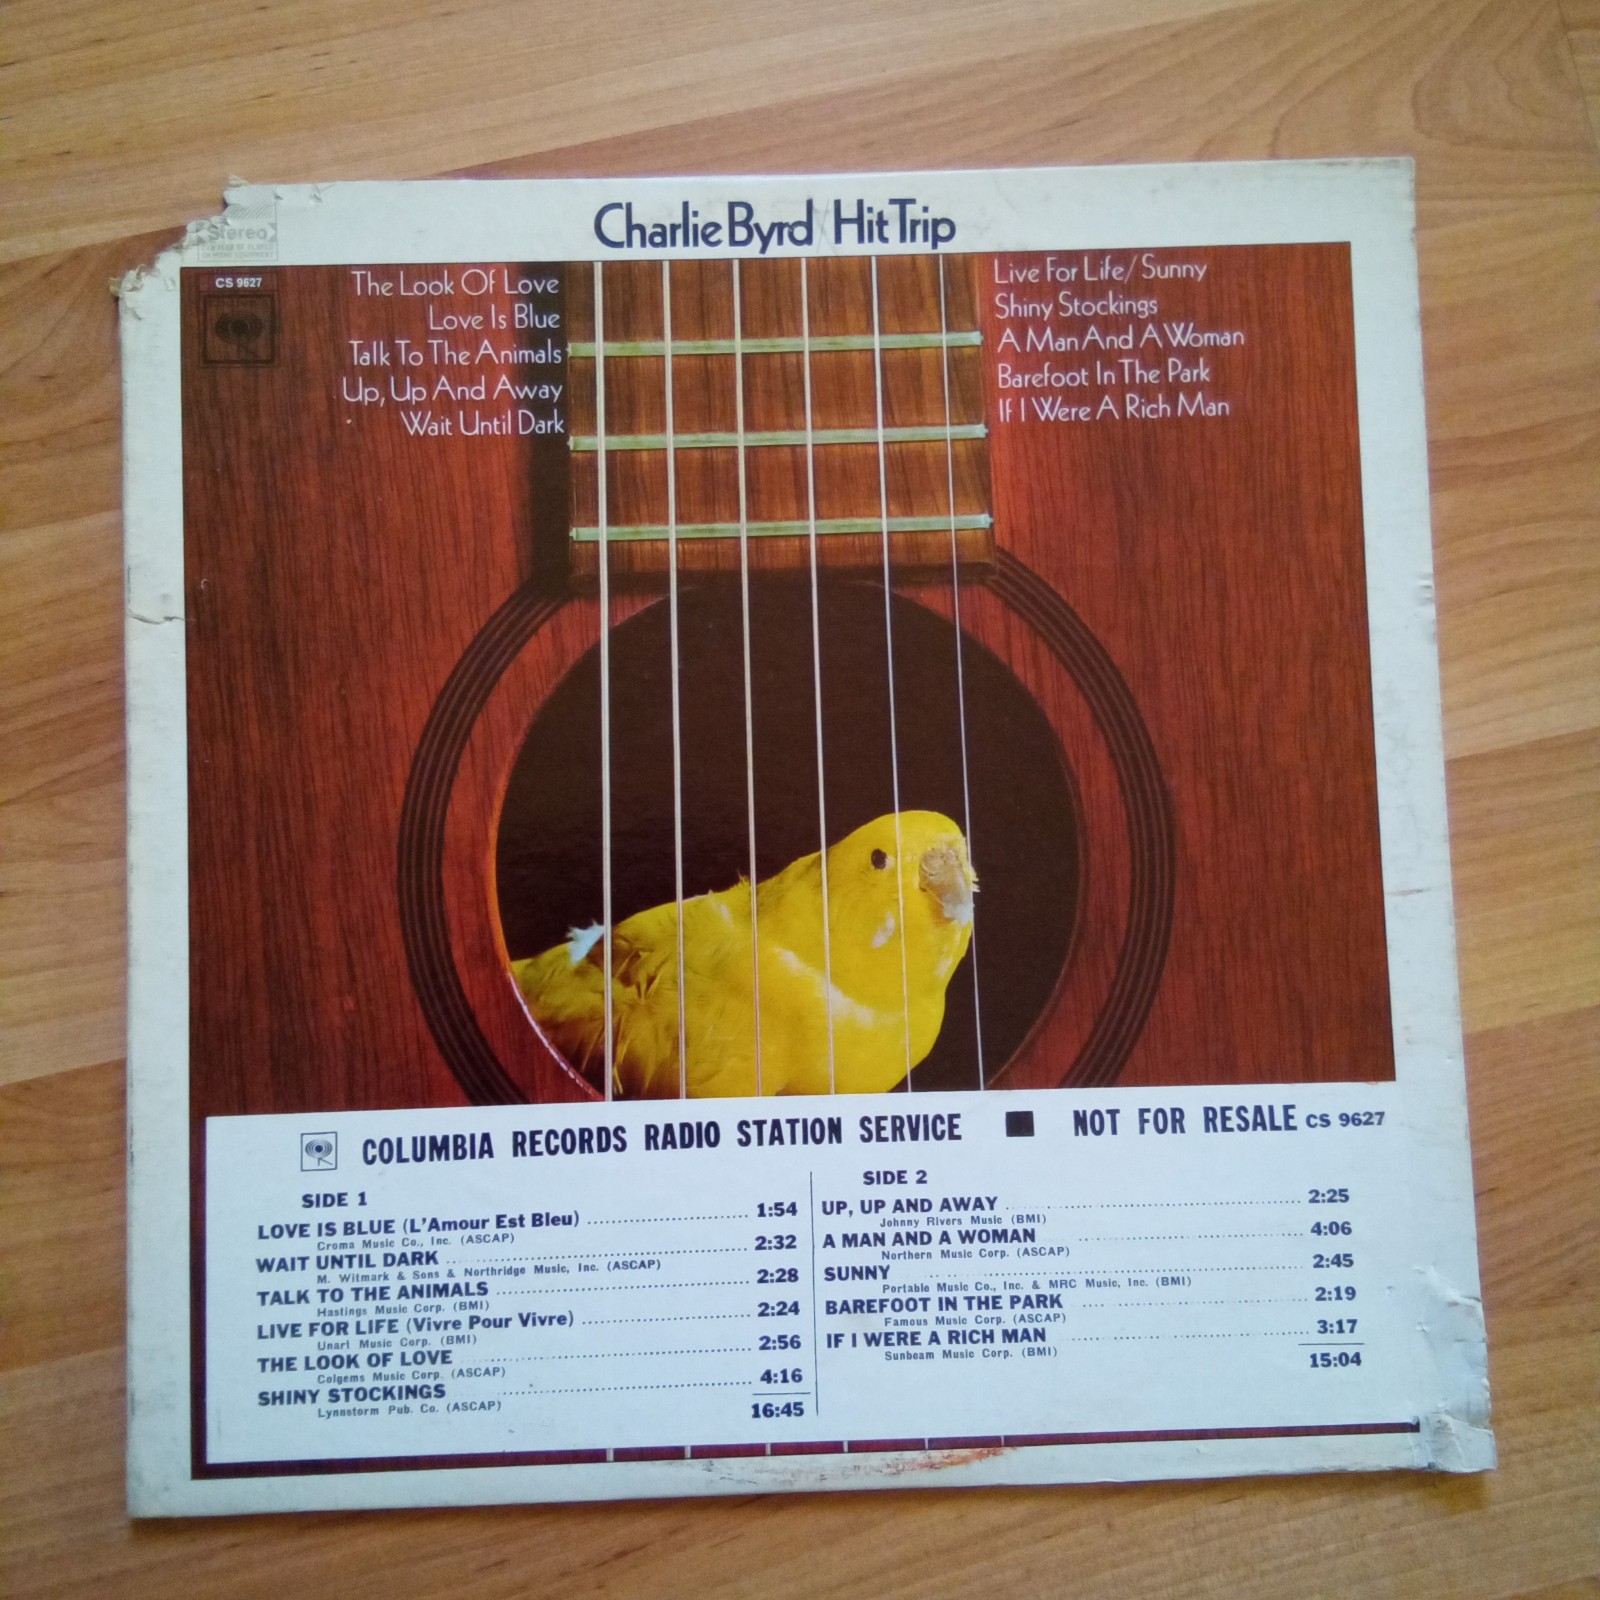 Charlie Byrd Hit Trip
Stereo
CS 9627
The Look Of Love
Love Is Blue
Talk To The Animals
Up, Up And Away
Wait Until Dark
Live For Life/Sunny
Shiny Stockings
A Man And A Woman
Barefoot In The Park
If I Were A Rich Man
COLUMBIA RECORDS RADIO STATION SERVICE ■ NOT FOR RESALE CS 9627
SIDE 1
LOVE IS BLUE (L'Amour Est Bleu) 1:54
Croma Music Co., Inc. (ASCAP)
WAIT UNTIL DARK 2:32
M. Witmark & Sons & Northridge Music, Inc. (ASCAP)
TALK TO THE ANIMALS 2:28
Hastings Music Corp. (BMI)
LIVE FOR LIFE (Vivre Pour Vivre) 2:24
Unart Music Corp. (BMI)
THE LOOK OF LOVE 2:56
Colgems Music Corp. (ASCAP)
SHINY STOCKINGS 4:16
Lynnstorm Pub. Co. (ASCAP)
16:45
SIDE 2
UP, UP AND AWAY 2:25
Johnny Rivers Music (BMI)
A MAN AND A WOMAN 4:06
Northern Music Corp. (ASCAP)
SUNNY 2:45
Portable Music Co., Inc. & MRC Music, Inc. (BMI)
BAREFOOT IN THE PARK 2:19
Famous Music Corp. (ASCAP)
IF I WERE A RICH MAN 3:17
Sunbeam Music Corp. (BMI)
15:04